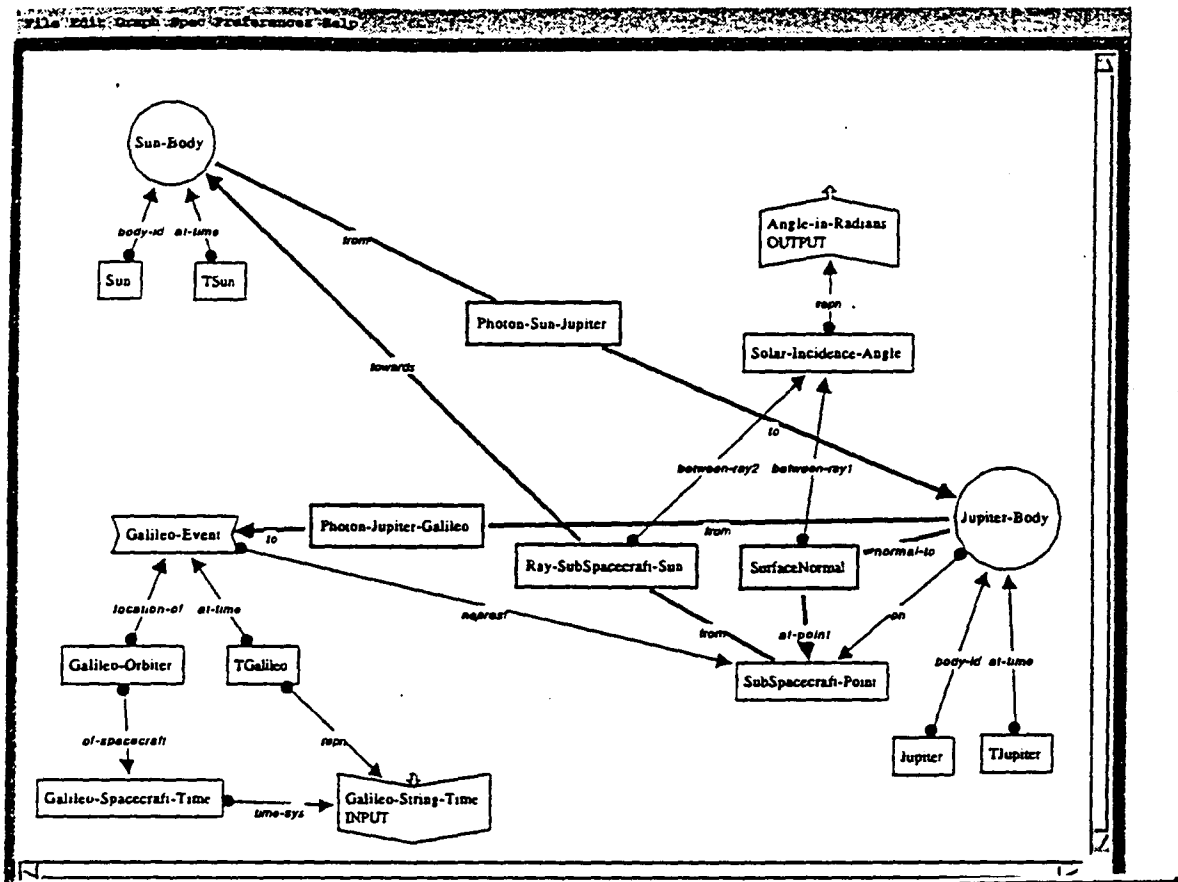 File Edit Graph Spec Preferences Help
Sun-Body
body-id at-time
Sun
TSun
from
Angle-in-Radians
OUTPUT
repn
Photon-Sun-Jupiter
Solar-Incidence-Angle
towards
to
between-ray2 between-ray1
Galileo-Event
to
Photon-Jupiter-Galileo
from
Jupiter-Body
normal-to
Ray-SubSpacecraft-Sun
SurfaceNormal
location-of at-time
nearest
from
at-point
on
Galileo-Orbiter
TGalileo
SubSpacecraft-Point
body-id at-time
of-spacecraft
repn
Jupiter
TJupiter
Galileo-Spacecraft-Time
time-sys
Galileo-String-Time
INPUT